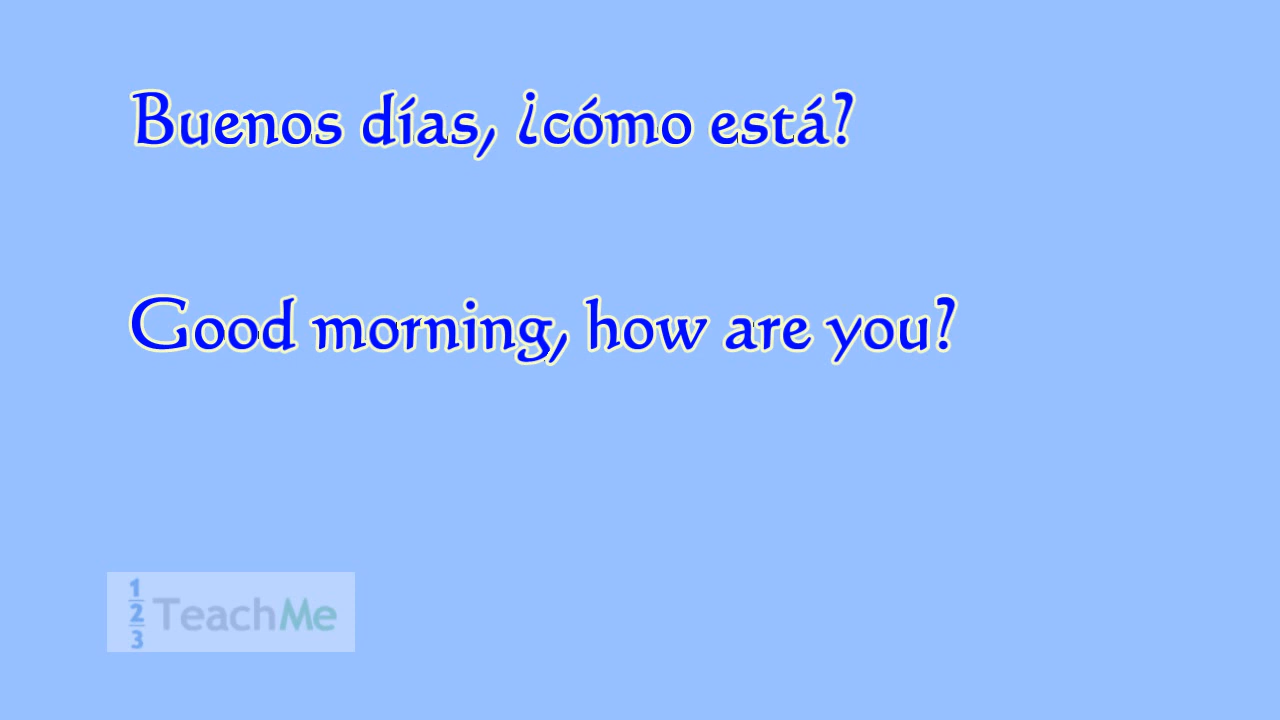 Buenos días, ¿cómo está?
Good morning, how are you?
1
2
3
TeachMe